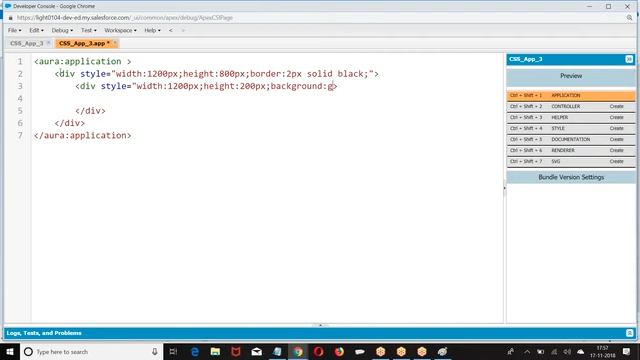 Developer Console - Google Chrome
https://light0104-dev-ed.my.salesforce.com/_ui/common/apex/debug/ApexCSIPage
File Edit Debug Test Workspace Help < >
CSS_App_3 CSS_App_3.app *
1 <aura:application >
2 <div style="width:1200px;height:800px;border:2px solid black;">
3 <div style="width:1200px;height:200px;background:g>
4
5 </div>
6 </div>
7 </aura:application>
CSS_App_3
Preview
Ctrl + Shift + 1 APPLICATION
Ctrl + Shift + 2 CONTROLLER Create
Ctrl + Shift + 3 HELPER Create
Ctrl + Shift + 4 STYLE Create
Ctrl + Shift + 5 DOCUMENTATION Create
Ctrl + Shift + 6 RENDERER Create
Ctrl + Shift + 7 SVG Create
Bundle Version Settings
Logs, Tests, and Problems
Type here to search
17:57
17-11-2018